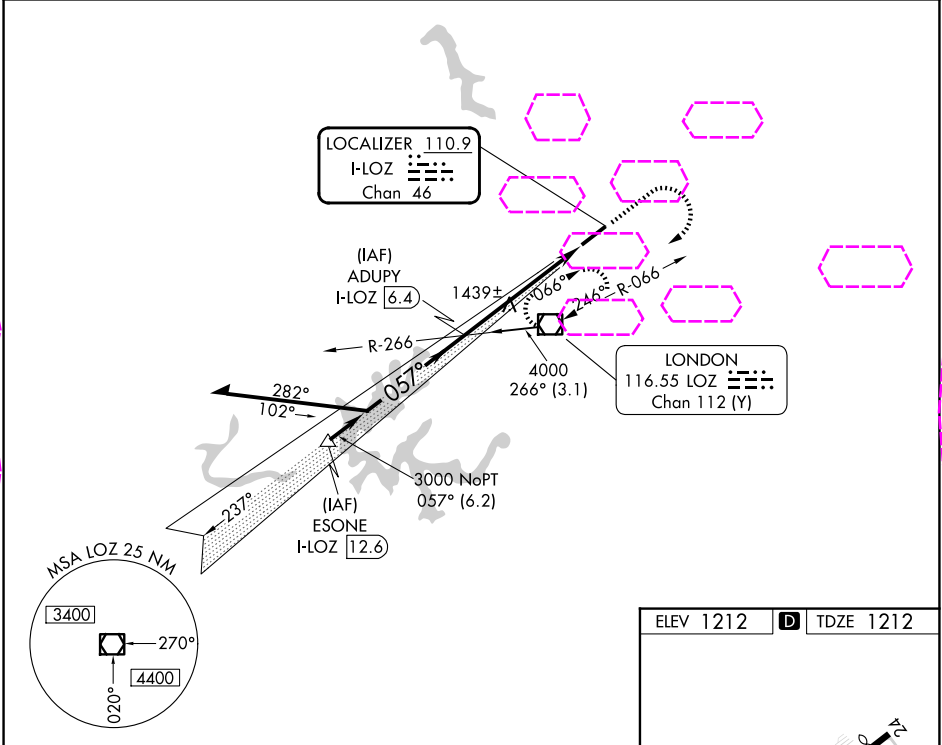 LOCALIZER 110.9
I-LOZ
Chan 46
(IAF)
ADUPY
I-LOZ 6.4
1439±
066°
246°
R-066
R-266
4000
266° (3.1)
LONDON
116.55 LOZ
Chan 112 (Y)
282°
102°
057°
3000 NoPT
057° (6.2)
(IAF)
ESONE
I-LOZ 12.6
237°
MSA LOZ 25 NM
3400
270°
4400
020°
ELEV 1212 D TDZE 1212
24